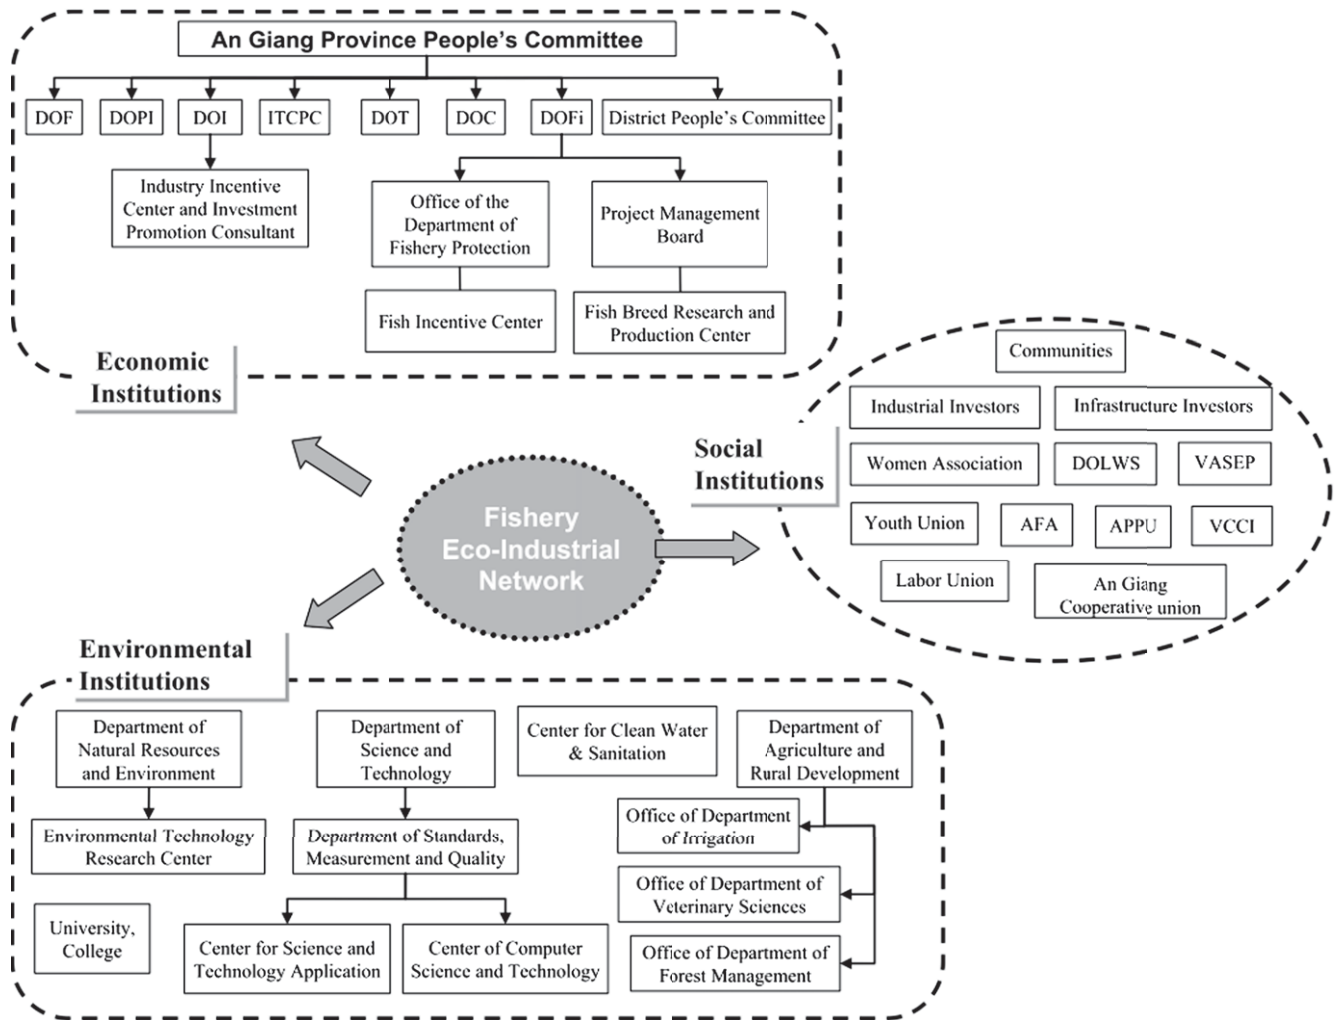 An Giang Province People's Committee
DOF
DOPI
DOI
ITCPC
DOT
DOC
DOFi
District People's Committee
Industry Incentive
Center and Investment
Promotion Consultant
Office of the
Department of
Fishery Protection
Project Management
Board
Fish Incentive Center
Fish Breed Research and
Production Center
Economic
Institutions
Communities
Industrial Investors
Infrastructure Investors
Social
Institutions
Women Association
DOLWS
VASEP
Youth Union
AFA
APPU
VCCI
Labor Union
An Giang
Cooperative union
Fishery
Eco-Industrial
Network
Environmental
Institutions
Department of
Natural Resources
and Environment
Department of
Science and
Technology
Center for Clean Water
& Sanitation
Department of
Agriculture and
Rural Development
Environmental Technology
Research Center
Department of Standards,
Measurement and Quality
Office of Department
of Irrigation
Office of Department of
Veterinary Sciences
University,
College
Center for Science and
Technology Application
Center of Computer
Science and Technology
Office of Department of
Forest Management